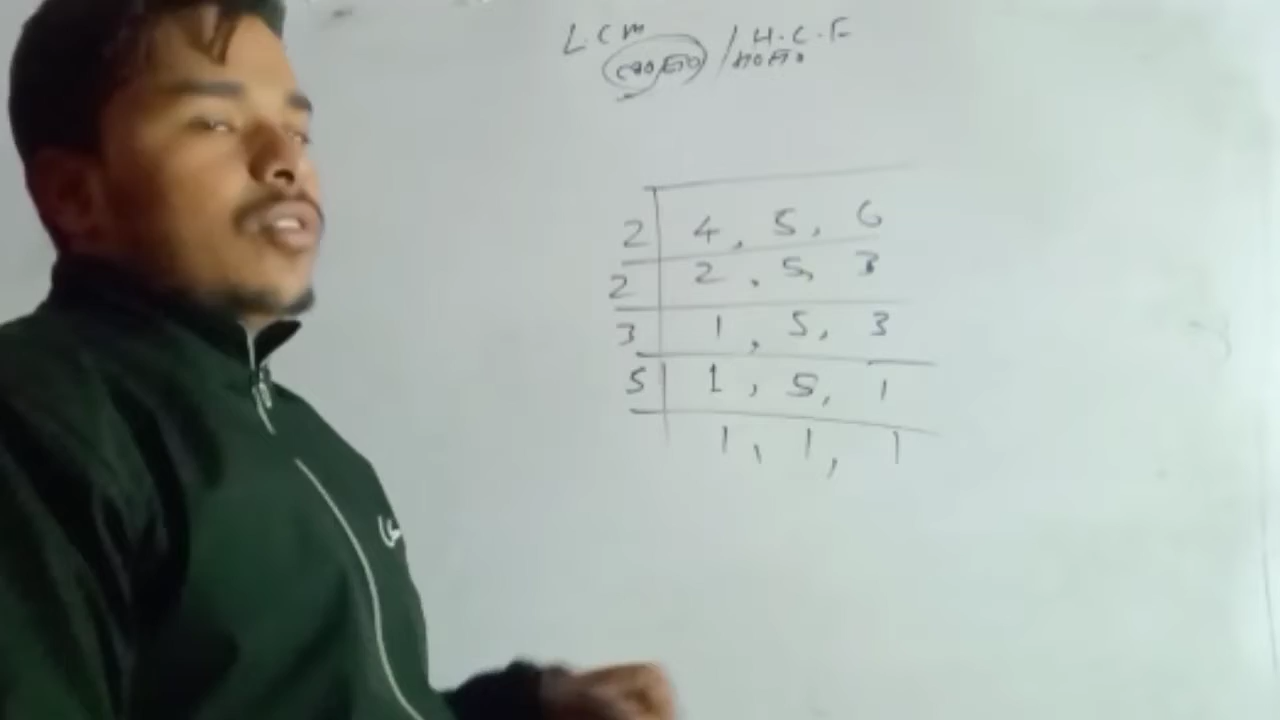 L.C.M / H.C.F
2 4, 5, 6
2 2, 5, 3
3 1, 5, 3
5 1, 5, 1
1, 1, 1